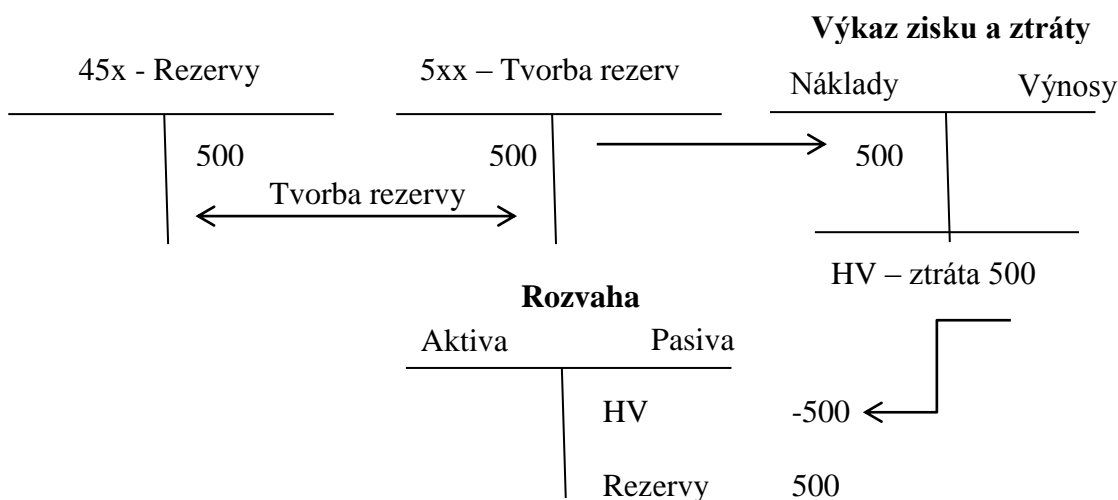 Výkaz zisku a ztráty
45x - Rezervy 5xx – Tvorba rezerv
Náklady Výnosy
500 500 500
Tvorba rezervy
HV – ztráta 500
Rozvaha
Aktiva Pasiva
HV -500
Rezervy 500